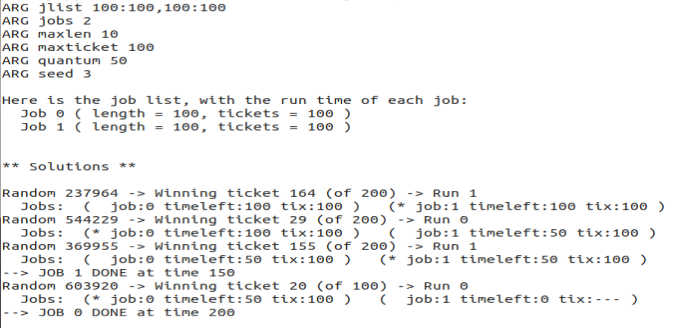 ARG jlist 100:100,100:100
ARG jobs 2
ARG maxlen 10
ARG maxticket 100
ARG quantum 50
ARG seed 3
Here is the job list, with the run time of each job:
Job 0 ( length = 100, tickets = 100 )
Job 1 ( length = 100, tickets = 100 )
** Solutions **
Random 237964 -> Winning ticket 164 (of 200) -> Run 1
Jobs: ( job:0 timeleft:100 tix:100 ) (* job:1 timeleft:100 tix:100 )
Random 544229 -> Winning ticket 29 (of 200) -> Run 0
Jobs: (* job:0 timeleft:100 tix:100 ) ( job:1 timeleft:50 tix:100 )
Random 369955 -> Winning ticket 155 (of 200) -> Run 1
Jobs: ( job:0 timeleft:50 tix:100 ) (* job:1 timeleft:50 tix:100 )
--> JOB 1 DONE at time 150
Random 603920 -> Winning ticket 20 (of 100) -> Run 0
Jobs: (* job:0 timeleft:50 tix:100 ) ( job:1 timeleft:0 tix:--- )
--> JOB 0 DONE at time 200